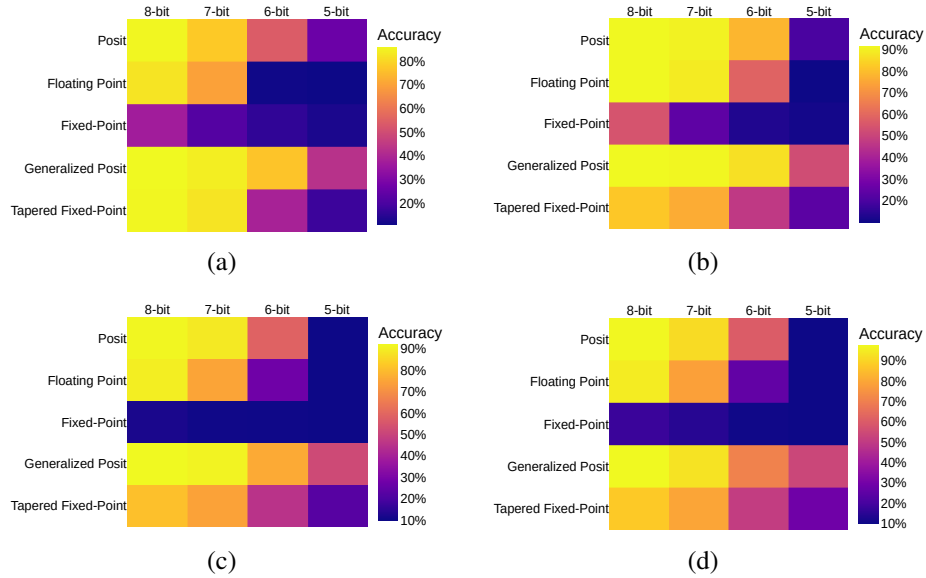 8-bit 7-bit 6-bit 5-bit
Posit
Floating Point
Fixed-Point
Generalized Posit
Tapered Fixed-Point
Accuracy
80%
70%
60%
50%
40%
30%
20%
(a)
8-bit 7-bit 6-bit 5-bit
Posit
Floating Point
Fixed-Point
Generalized Posit
Tapered Fixed-Point
Accuracy
90%
80%
70%
60%
50%
40%
30%
20%
(b)
8-bit 7-bit 6-bit 5-bit
Posit
Floating Point
Fixed-Point
Generalized Posit
Tapered Fixed-Point
Accuracy
90%
80%
70%
60%
50%
40%
30%
20%
10%
(c)
8-bit 7-bit 6-bit 5-bit
Posit
Floating Point
Fixed-Point
Generalized Posit
Tapered Fixed-Point
Accuracy
90%
80%
70%
60%
50%
40%
30%
20%
10%
(d)